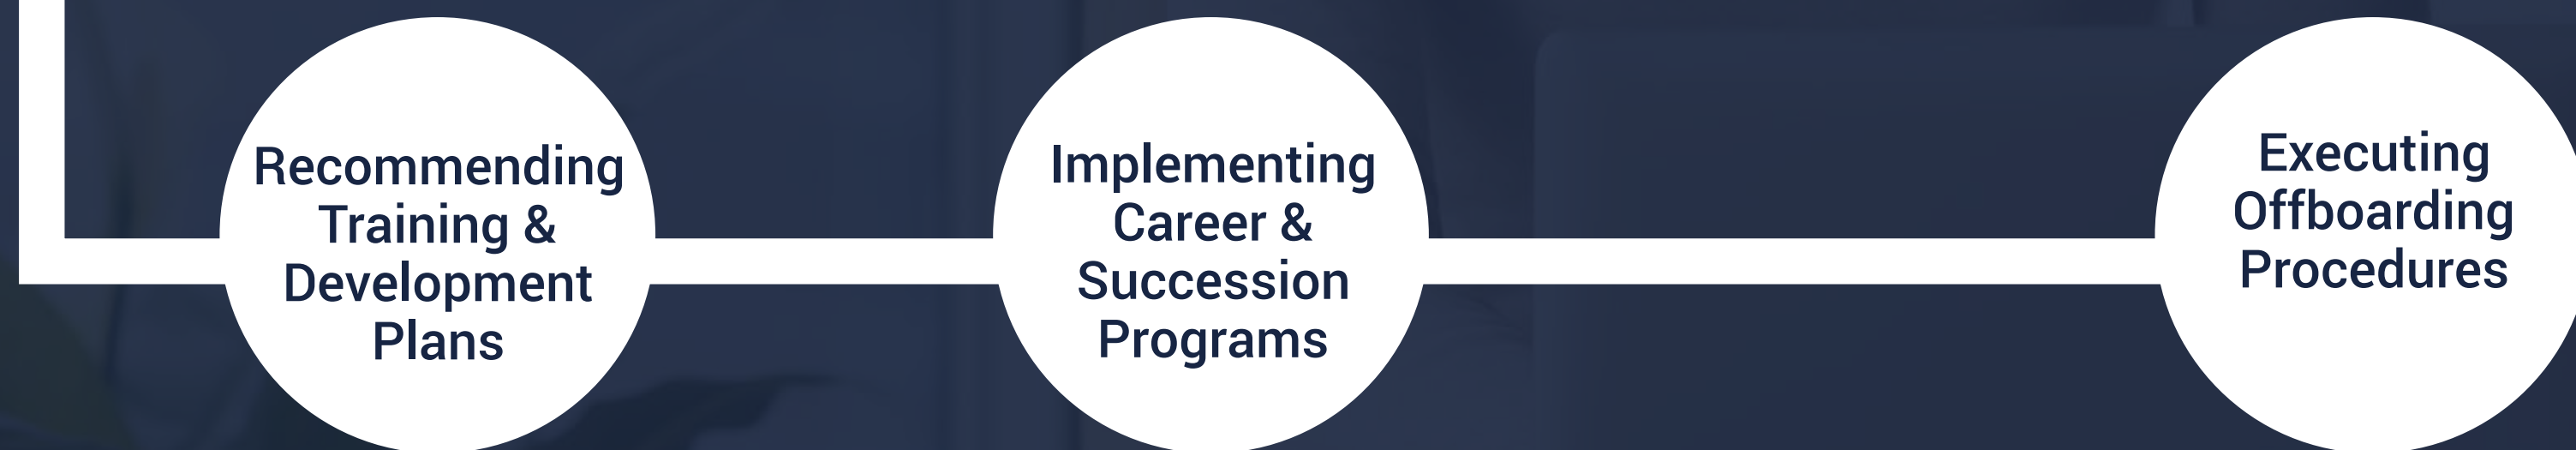 Recommending
Training &
Development
Plans
Implementing
Career &
Succession
Programs
Executing
Offboarding
Procedures